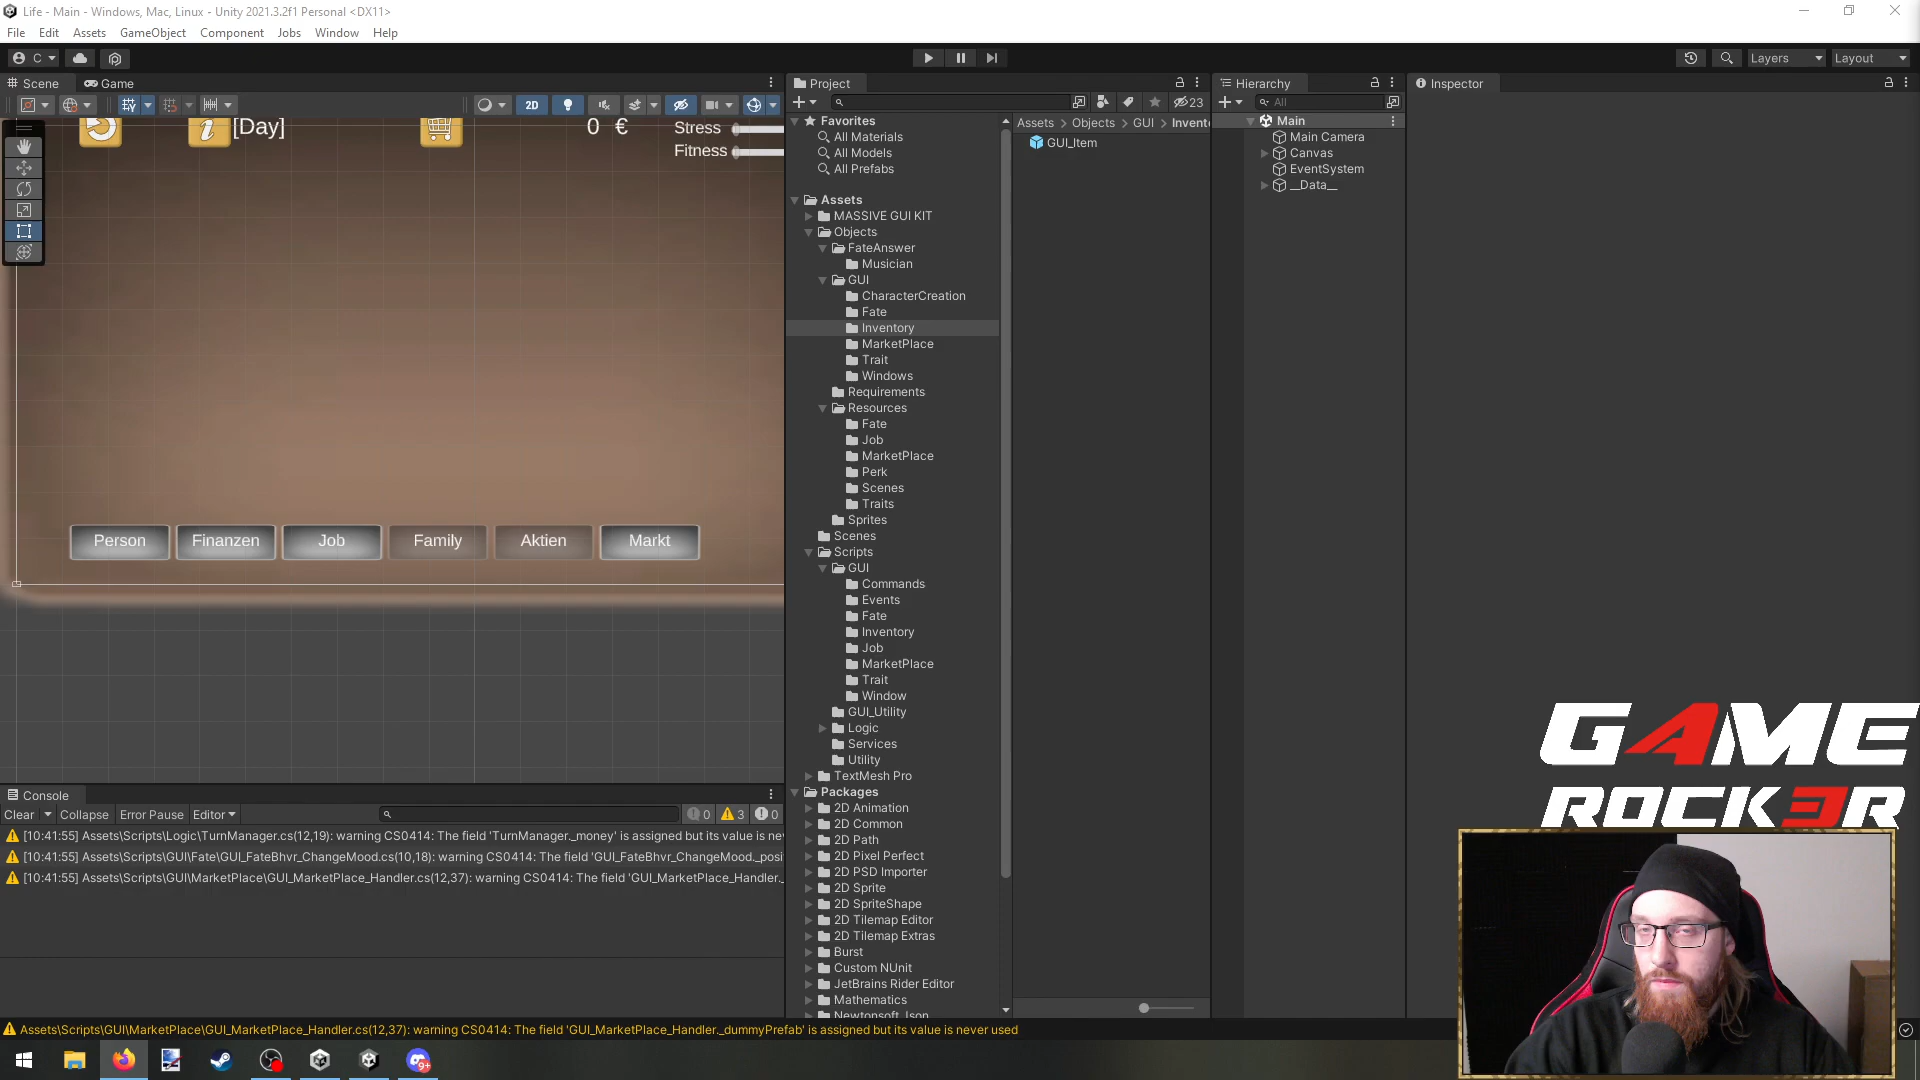 Life - Main - Windows, Mac, Linux - Unity 2021.3.2f1 Personal <DX11>
File Edit Assets GameObject Component Jobs Window Help
C
Layers
Layout
Scene
Game
2D
[Day]
0 €
Stress
Fitness
Person
Finanzen
Job
Family
Aktien
Markt
Project
23
Favorites
All Materials
All Models
All Prefabs
Assets
MASSIVE GUI KIT
Objects
FateAnswer
Musician
GUI
CharacterCreation
Fate
Inventory
MarketPlace
Trait
Windows
Requirements
Resources
Fate
Job
MarketPlace
Perk
Scenes
Traits
Sprites
Scenes
Scripts
GUI
Commands
Events
Fate
Inventory
Job
MarketPlace
Trait
Window
GUI_Utility
Logic
Services
Utility
TextMesh Pro
Packages
2D Animation
2D Common
2D Path
2D Pixel Perfect
2D PSD Importer
2D Sprite
2D SpriteShape
2D Tilemap Editor
2D Tilemap Extras
Burst
Custom NUnit
JetBrains Rider Editor
Mathematics
Newtonsoft Json
Assets > Objects > GUI > Invento
GUI_Item
Hierarchy
All
Main
Main Camera
Canvas
EventSystem
__Data__
Inspector
Console
Clear Collapse Error Pause Editor
0 3 0
[10:41:55] Assets\Scripts\Logic\TurnManager.cs(12,19): warning CS0414: The field 'TurnManager._money' is assigned but its value is nev
[10:41:55] Assets\Scripts\GUI\Fate\GUI_FateBhvr_ChangeMood.cs(10,18): warning CS0414: The field 'GUI_FateBhvr_ChangeMood._posi
[10:41:55] Assets\Scripts\GUI\MarketPlace\GUI_MarketPlace_Handler.cs(12,37): warning CS0414: The field 'GUI_MarketPlace_Handler._
Assets\Scripts\GUI\MarketPlace\GUI_MarketPlace_Handler.cs(12,37): warning CS0414: The field 'GUI_MarketPlace_Handler._dummyPrefab' is assigned but its value is never used
9+
GAME
ROCK3R